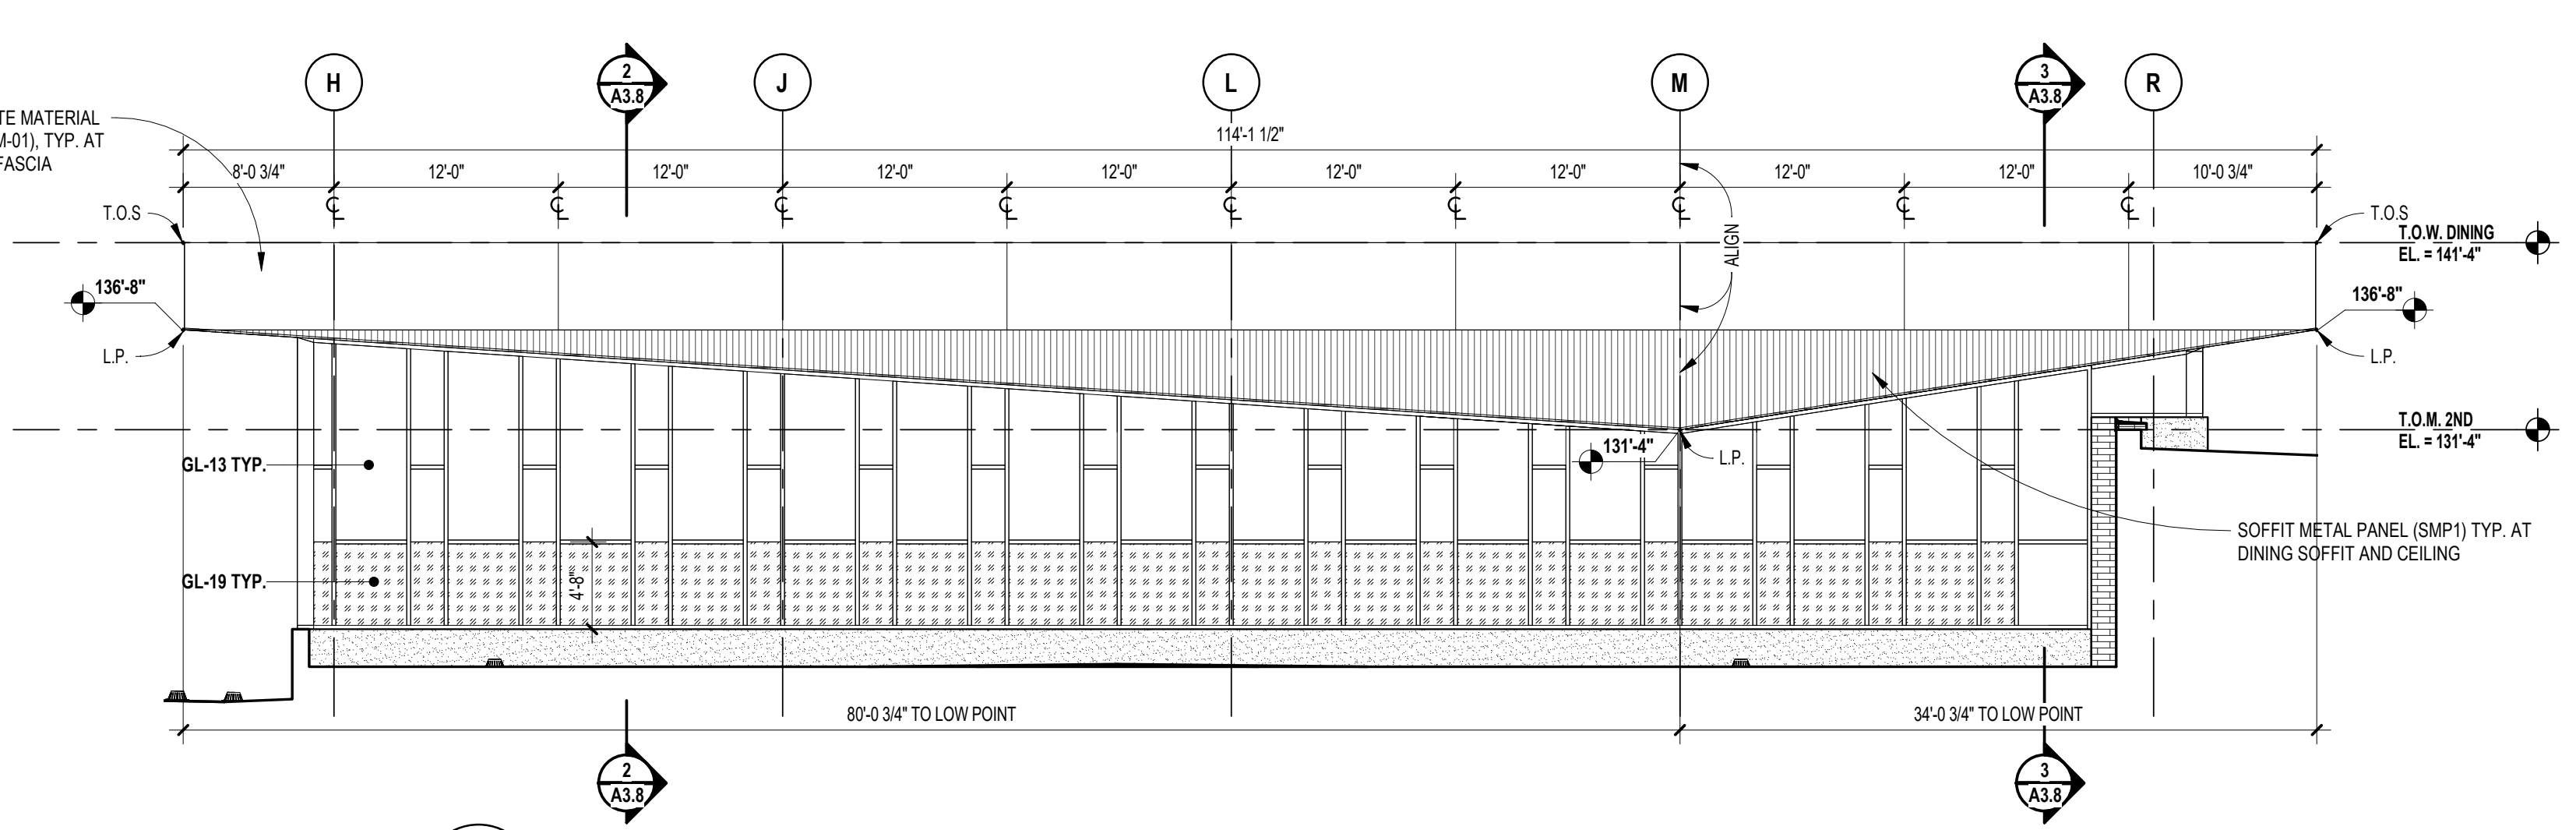 H
2
A3.8
J
L
M
3
A3.8
R
TE MATERIAL
M-01), TYP. AT
FASCIA
114'-1 1/2"
8'-0 3/4"
12'-0"
12'-0"
12'-0"
12'-0"
12'-0"
12'-0"
12'-0"
12'-0"
10'-0 3/4"
T.O.S
ALIGN
T.O.S
T.O.W. DINING
EL. = 141'-4"
136'-8"
136'-8"
L.P.
L.P.
T.O.M. 2ND
EL. = 131'-4"
131'-4"
L.P.
GL-13 TYP.
SOFFIT METAL PANEL (SMP1) TYP. AT
DINING SOFFIT AND CEILING
GL-19 TYP.
4'-8"
80'-0 3/4" TO LOW POINT
34'-0 3/4" TO LOW POINT
2
A3.8
3
A3.8